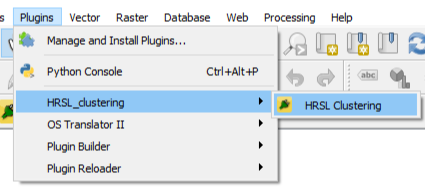 s Plugins Vector Raster Database Web Processing Help
Manage and Install Plugins...
Python Console Ctrl+Alt+P
HRSL_clustering
HRSL Clustering
OS Translator II
Plugin Builder
Plugin Reloader
abc